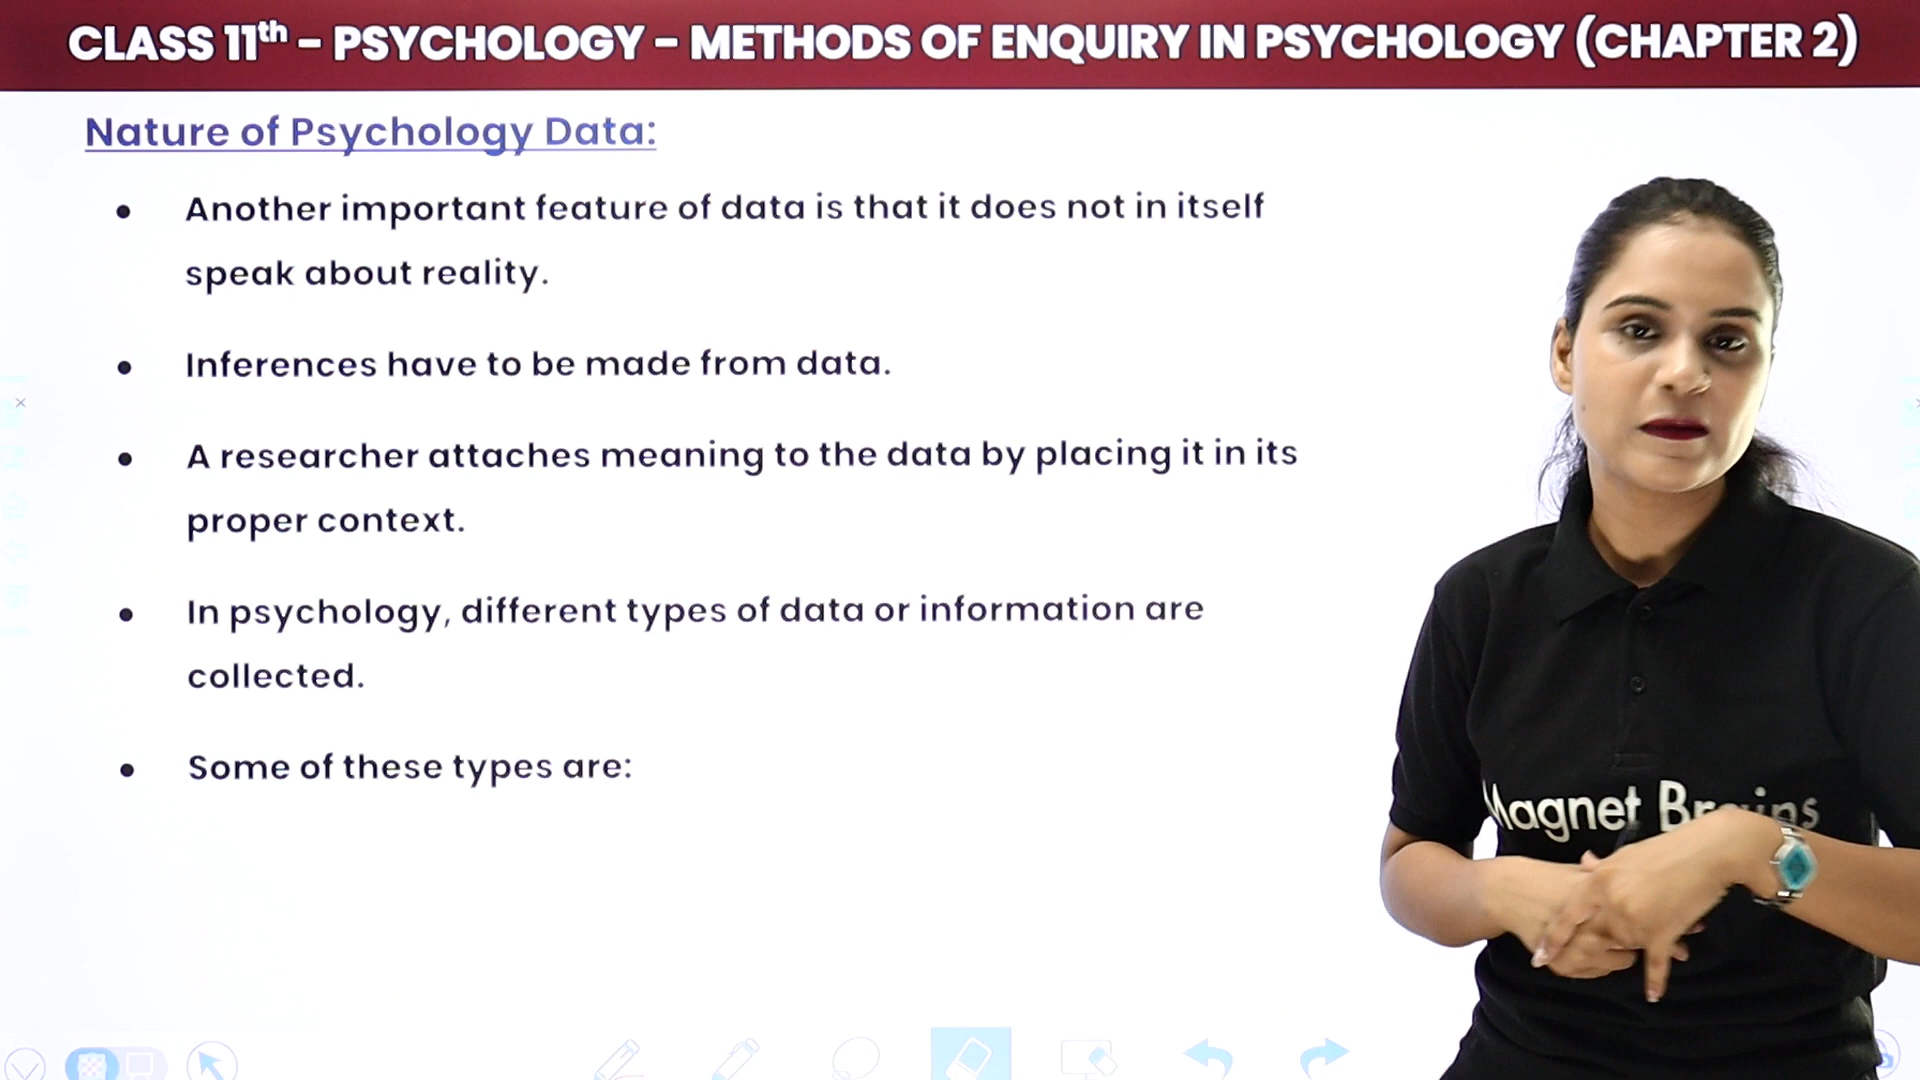 CLASS 11th – PSYCHOLOGY – METHODS OF ENQUIRY IN PSYCHOLOGY (CHAPTER 2)
Nature of Psychology Data:
• Another important feature of data is that it does not in itself
speak about reality.
• Inferences have to be made from data.
• A researcher attaches meaning to the data by placing it in its
proper context.
• In psychology, different types of data or information are
collected.
• Some of these types are:
Magnet Brains